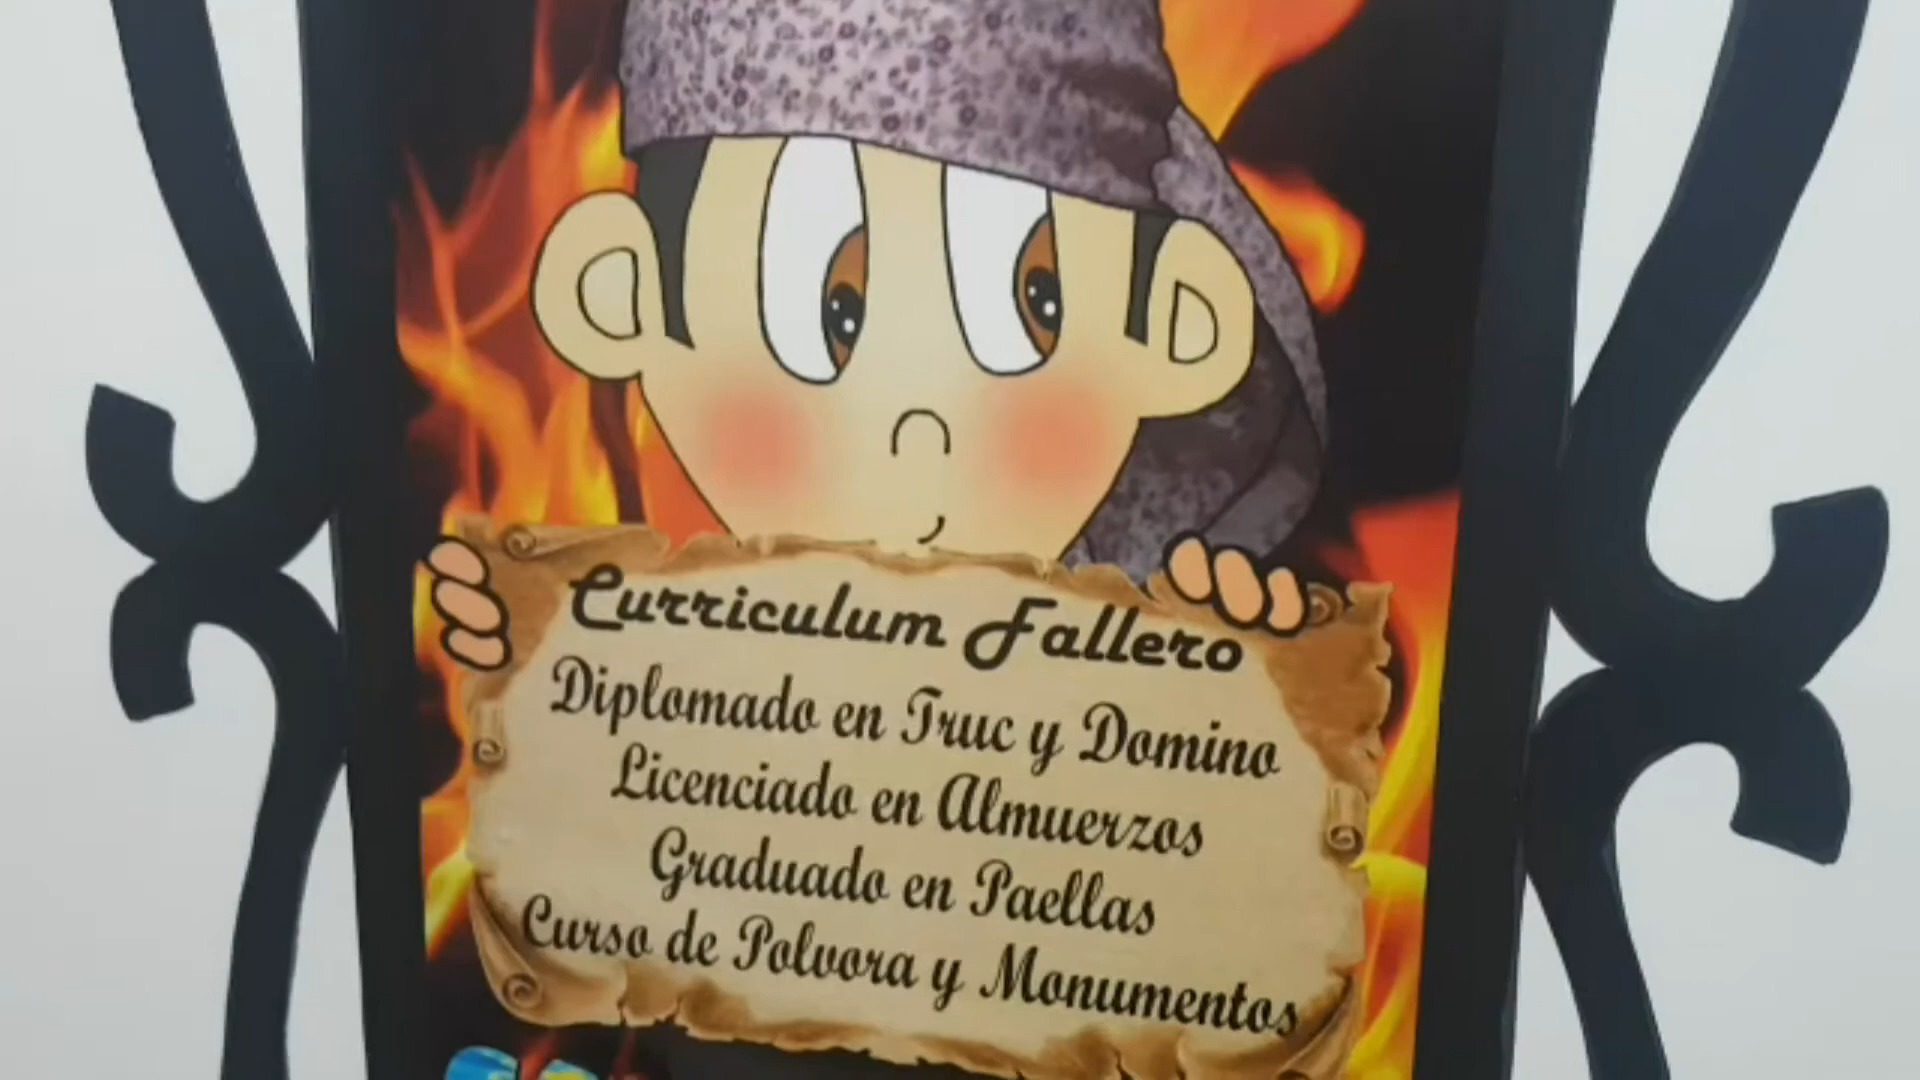 Curriculum Fallero
Diplomado en Truc y Domino
Licenciado en Almuerzos
Graduado en Paellas
Curso de Polvora y Monumentos